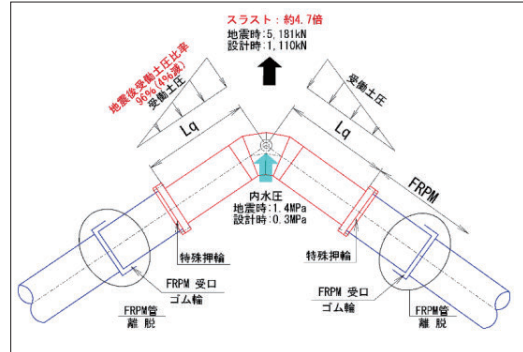 スラスト：約4.7倍
地震時：5,181kN
設計時：1,110kN
地震後受働土圧比率
96%(4%減)
受働土圧
受働土圧
Lq
Lq
FRPM
内水圧
地震時：1.4MPa
設計時：0.3MPa
特殊押輪
特殊押輪
FRPM 受口
ゴム輪
FRPM 受口
ゴム輪
FRPM管
離 脱
FRPM管
離 脱